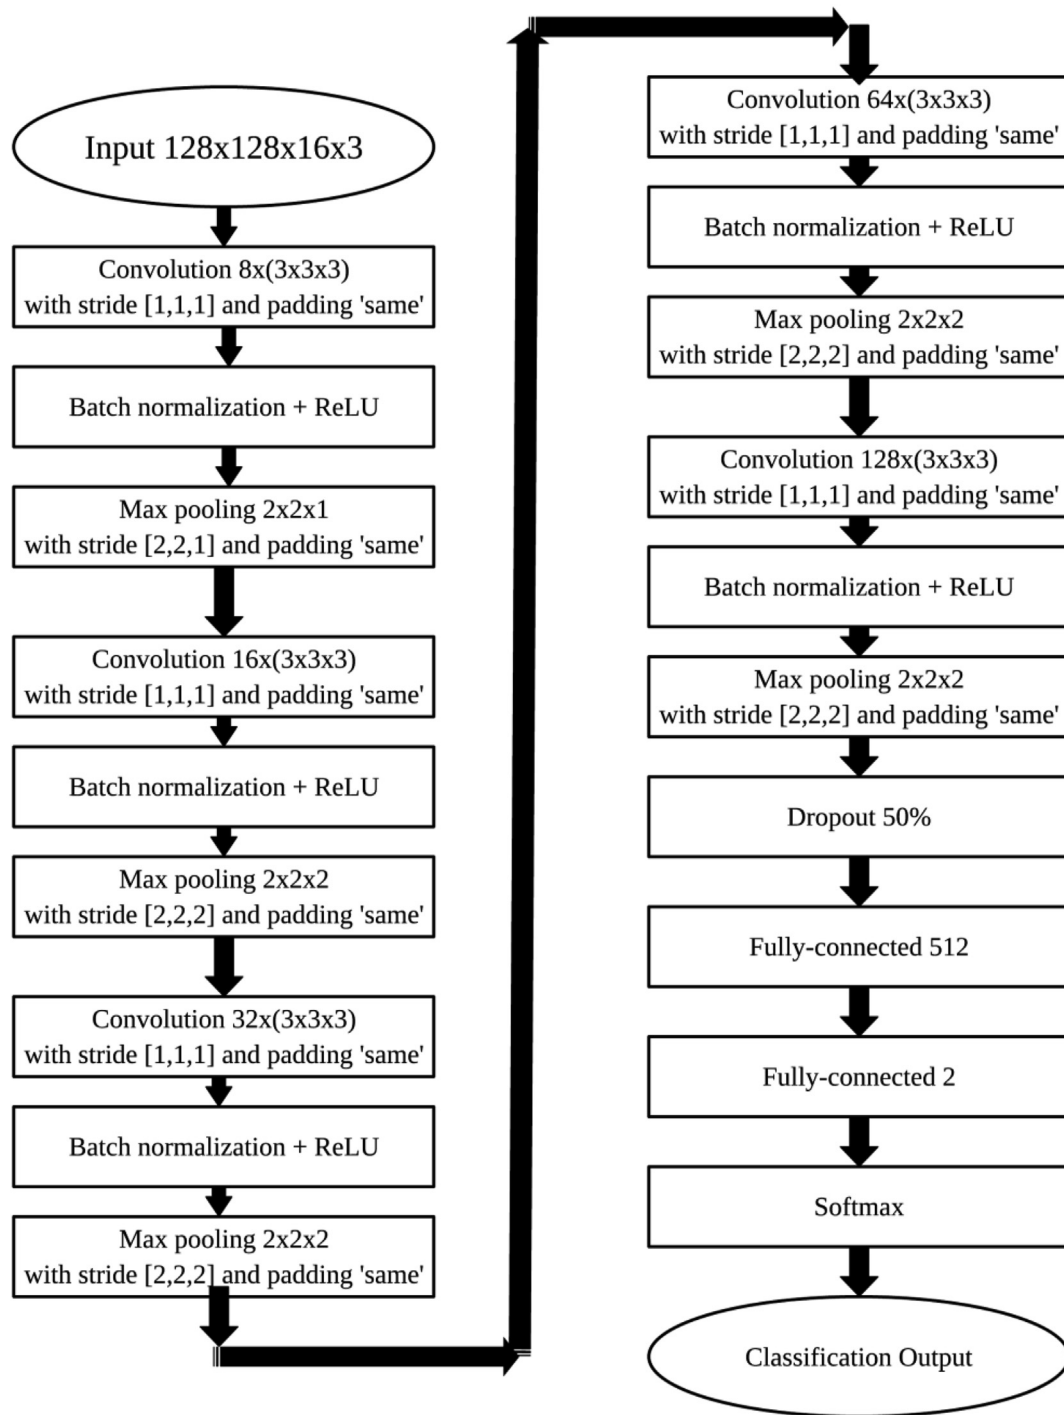 Input 128x128x16x3
Convolution 8x(3x3x3)
with stride [1,1,1] and padding 'same'
Batch normalization + ReLU
Max pooling 2x2x1
with stride [2,2,1] and padding 'same'
Convolution 16x(3x3x3)
with stride [1,1,1] and padding 'same'
Batch normalization + ReLU
Max pooling 2x2x2
with stride [2,2,2] and padding 'same'
Convolution 32x(3x3x3)
with stride [1,1,1] and padding 'same'
Batch normalization + ReLU
Max pooling 2x2x2
with stride [2,2,2] and padding 'same'
Convolution 64x(3x3x3)
with stride [1,1,1] and padding 'same'
Batch normalization + ReLU
Max pooling 2x2x2
with stride [2,2,2] and padding 'same'
Convolution 128x(3x3x3)
with stride [1,1,1] and padding 'same'
Batch normalization + ReLU
Max pooling 2x2x2
with stride [2,2,2] and padding 'same'
Dropout 50%
Fully-connected 512
Fully-connected 2
Softmax
Classification Output